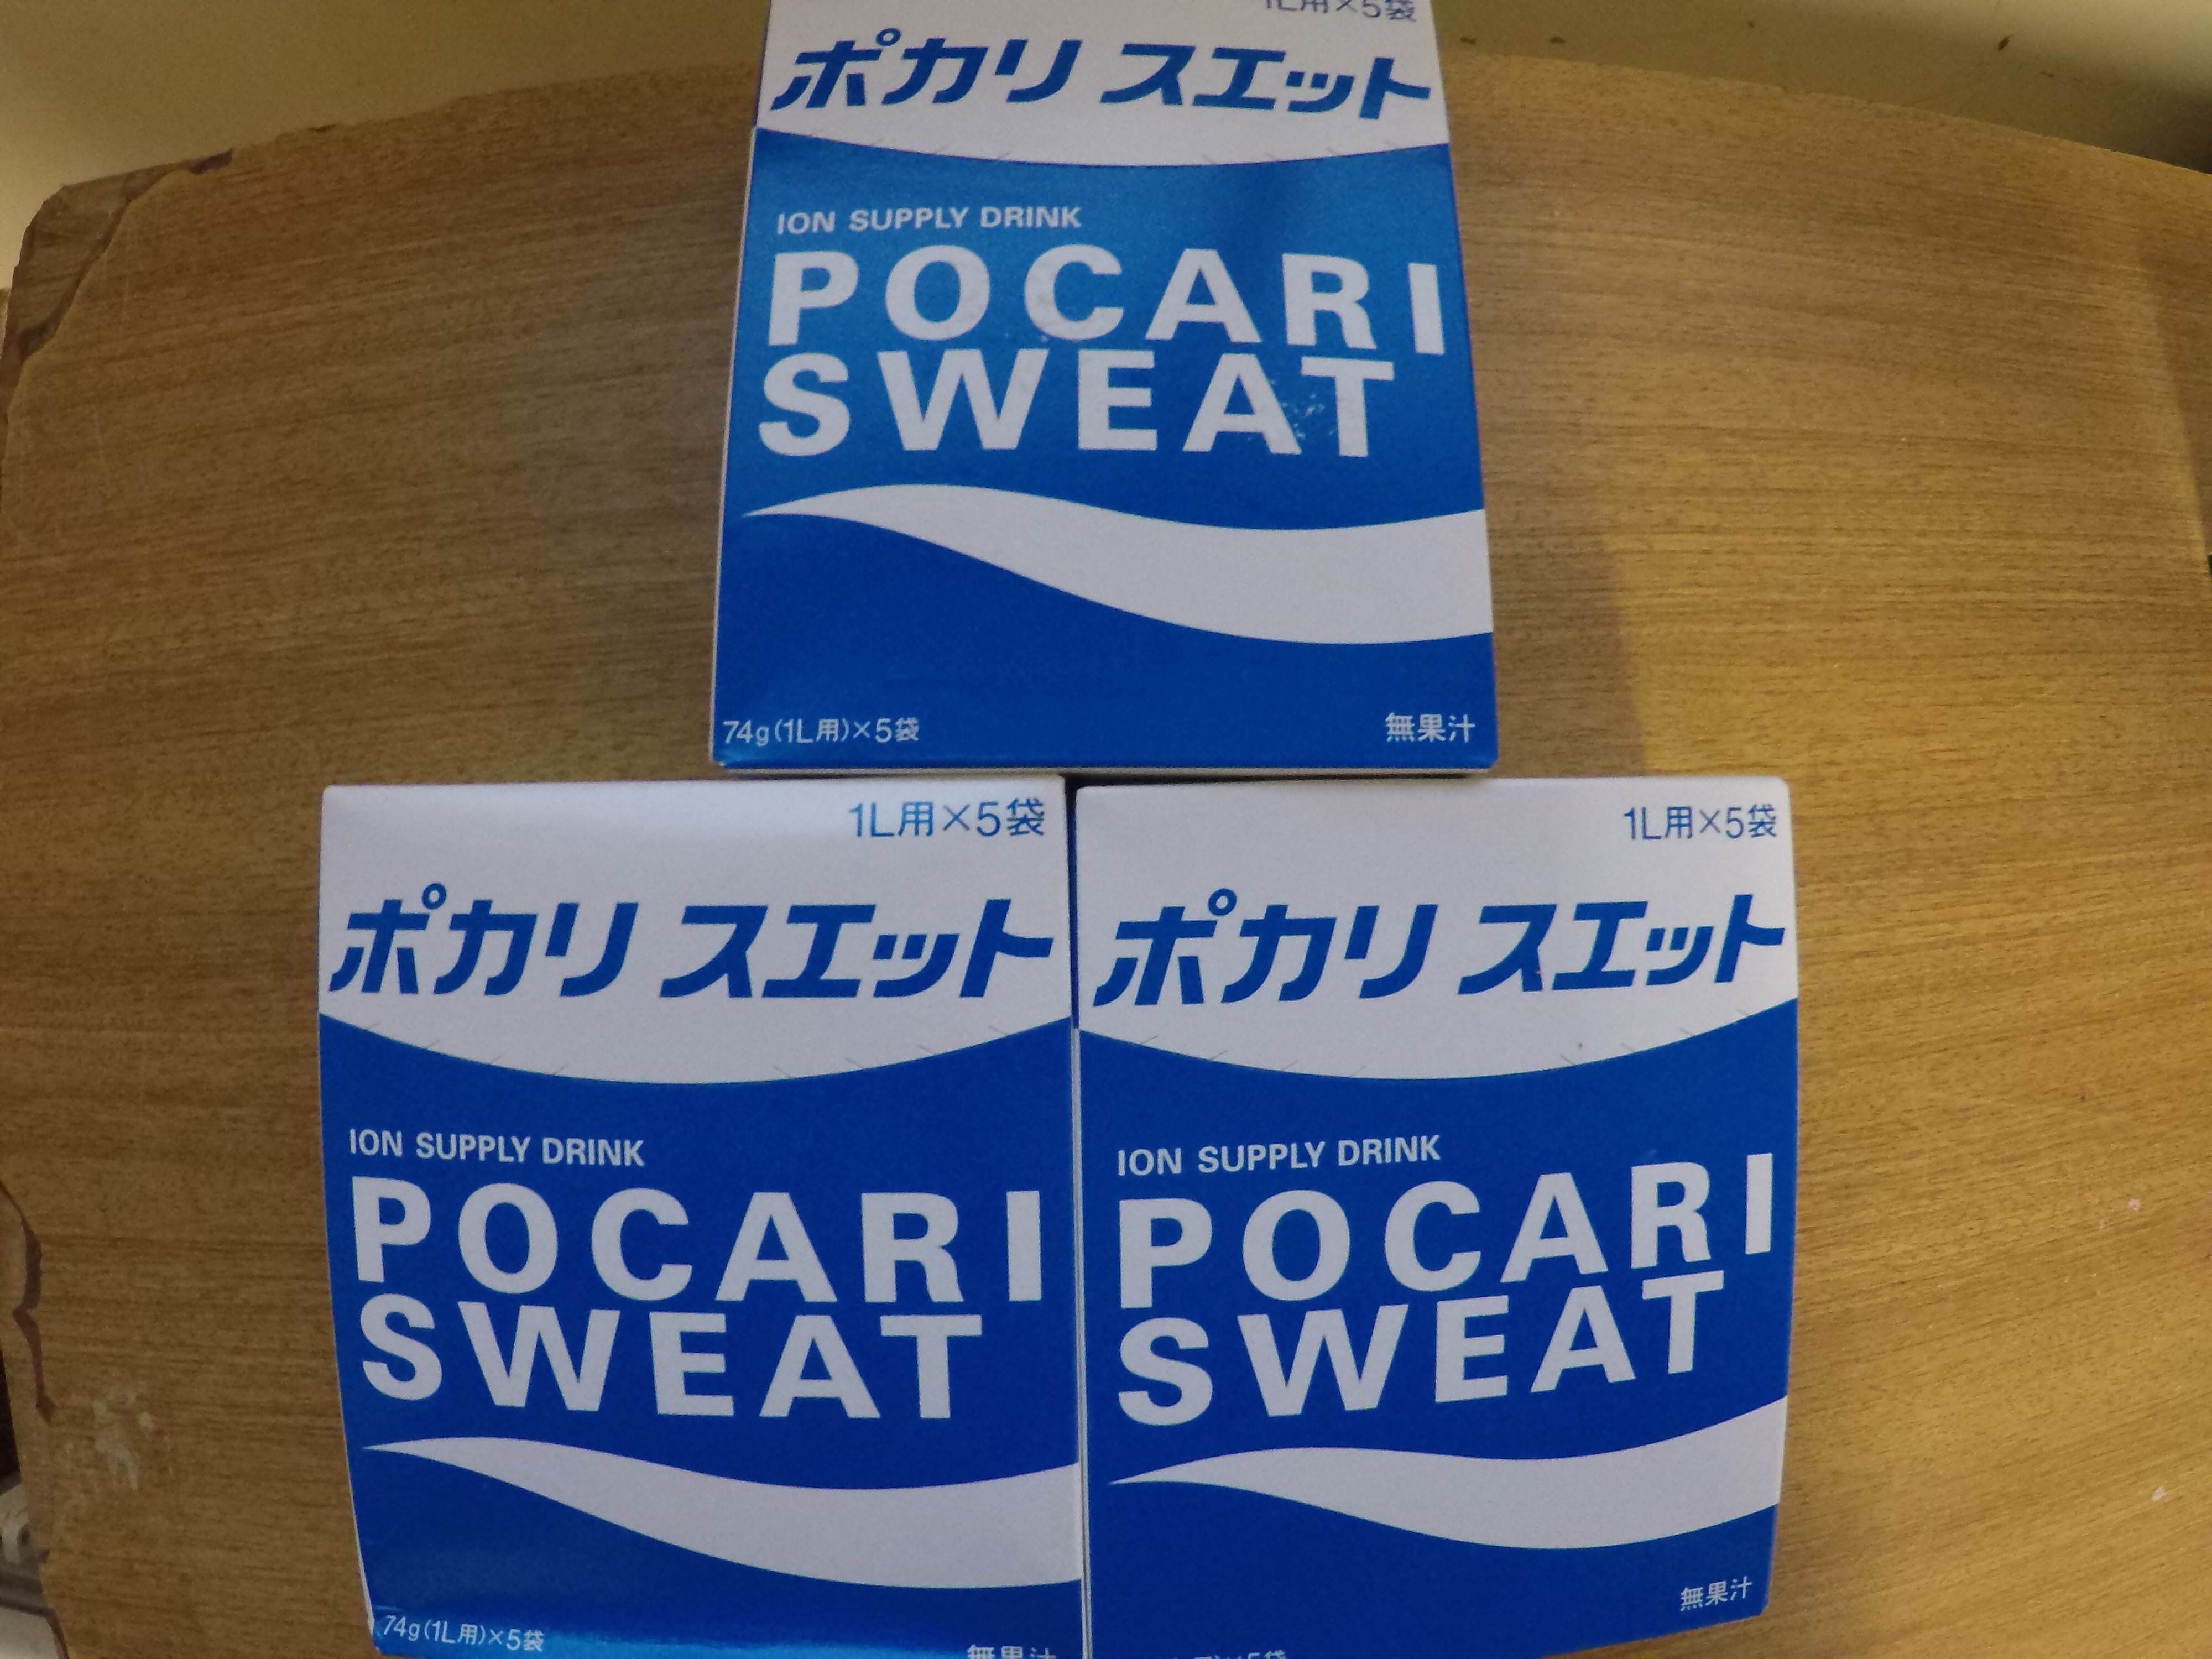 1L用×5袋
ポカリ スエット
ION SUPPLY DRINK
POCARI
SWEAT
74g(1L用)×5袋
無果汁
1L用×5袋
ポカリ スエット
ION SUPPLY DRINK
POCARI
SWEAT
74g(1L用)×5袋
無果汁
1L用×5袋
ポカリ スエット
ION SUPPLY DRINK
POCARI
SWEAT
無果汁